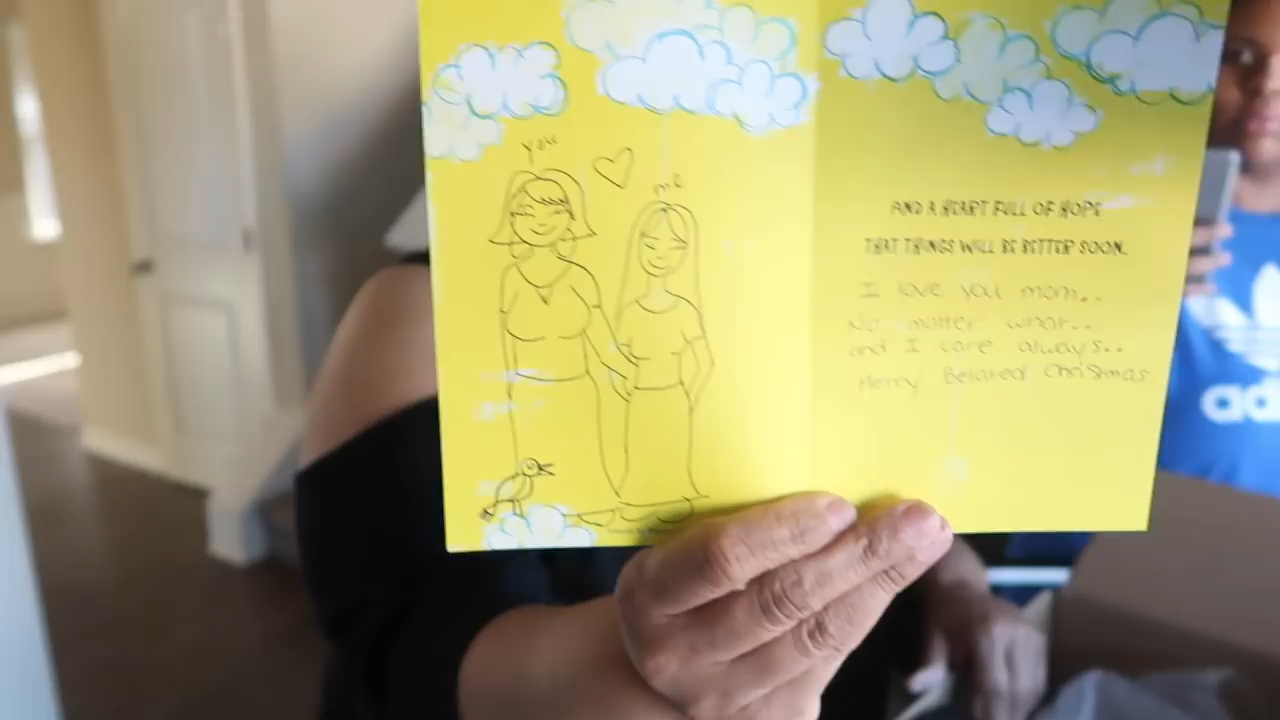 you
me
AND A HEART FULL OF HOPE
THAT THINGS WILL BE BETTER SOON.
I love you mom..
No matter what..
and I care always..
Merry Belated Christmas
ad